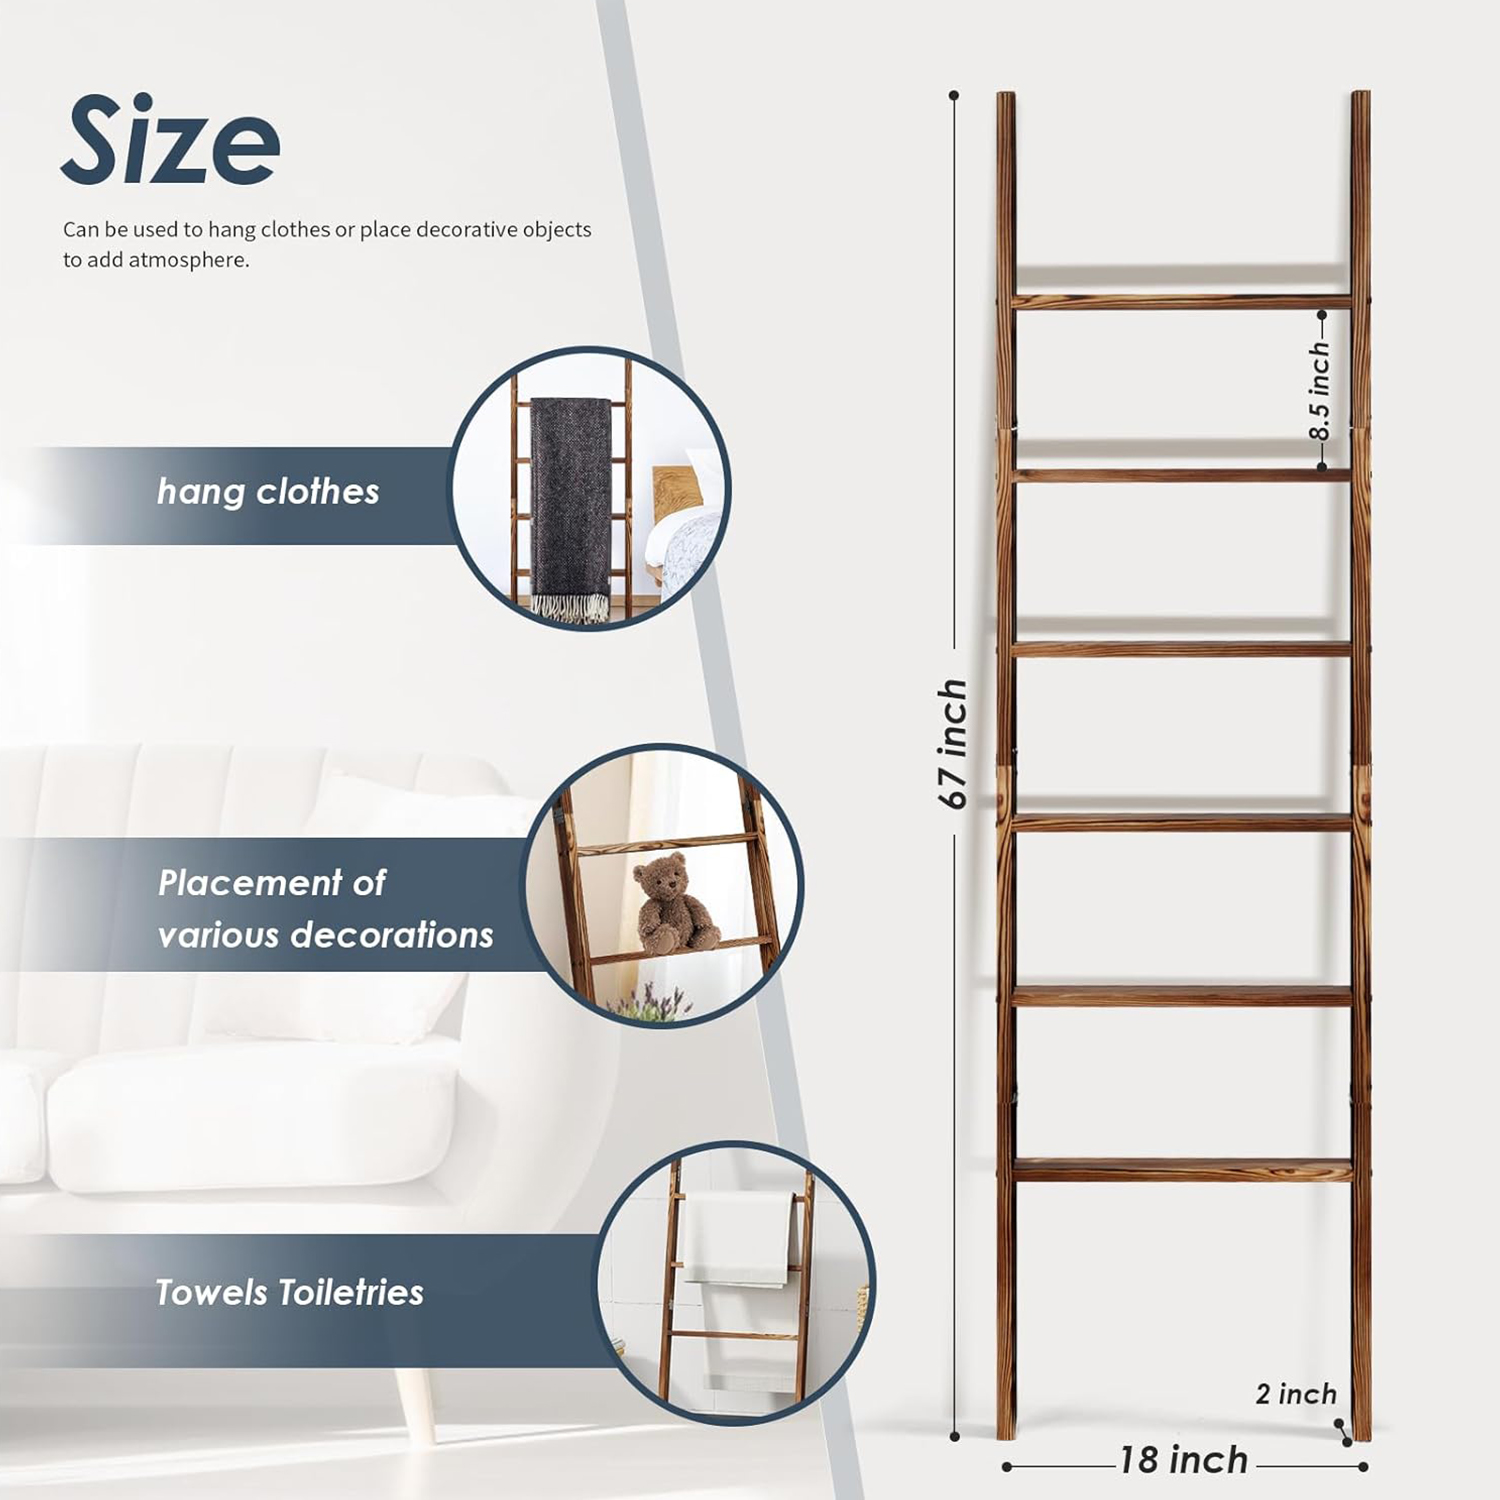 Size
Can be used to hang clothes or place decorative objects
to add atmosphere.
hang clothes
Placement of
various decorations
Towels Toiletries
67 inch
8.5 inch
2 inch
18 inch